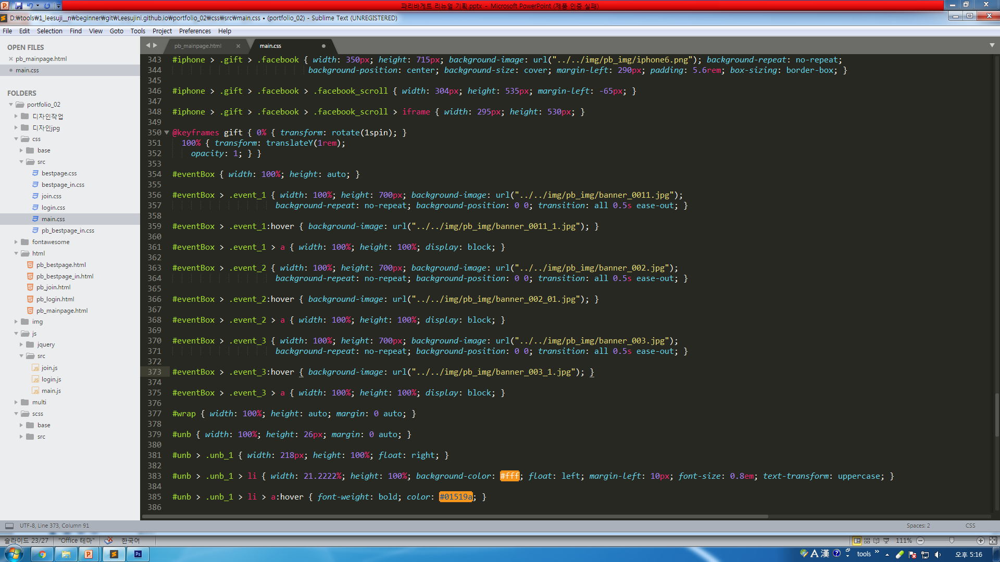 파리바게트 리뉴얼 기획.pptx - Microsoft PowerPoint (제품 인증 실패)
D:\tools\1_leesuji__n\beginner\git\Leesujini.github.io\portfolio_02\css\src\main.css • (portfolio_02) - Sublime Text (UNREGISTERED)
File Edit Selection Find View Goto Tools Project Preferences Help
OPEN FILES
pb_mainpage.html
main.css
FOLDERS
portfolio_02
디자인작업
디자인jpg
css
base
src
bestpage.css
bestpage_in.css
join.css
login.css
main.css
pb_bestpage_in.css
fontawesome
html
pb_bestpage.html
pb_bestpage_in.html
pb_join.html
pb_login.html
pb_mainpage.html
img
js
jquery
src
join.js
login.js
main.js
multi
scss
base
src
pb_mainpage.html main.css
343 #iphone > .gift > .facebook { width: 350px; height: 715px; background-image: url("../../img/pb_img/iphone6.png"); background-repeat: no-repeat;
344 background-position: center; background-size: cover; margin-left: 290px; padding: 5.6rem; box-sizing: border-box; }
345
346 #iphone > .gift > .facebook > .facebook_scroll { width: 304px; height: 535px; margin-left: -65px; }
347
348 #iphone > .gift > .facebook > .facebook_scroll > iframe { width: 295px; height: 530px; }
349
350 @keyframes gift { 0% { transform: rotate(1spin); }
351 100% { transform: translateY(1rem);
352 opacity: 1; } }
353
354 #eventBox { width: 100%; height: auto; }
355
356 #eventBox > .event_1 { width: 100%; height: 700px; background-image: url("../../img/pb_img/banner_0011.jpg");
357 background-repeat: no-repeat; background-position: 0 0; transition: all 0.5s ease-out; }
358
359 #eventBox > .event_1:hover { background-image: url("../../img/pb_img/banner_0011_1.jpg"); }
360
361 #eventBox > .event_1 > a { width: 100%; height: 100%; display: block; }
362
363 #eventBox > .event_2 { width: 100%; height: 700px; background-image: url("../../img/pb_img/banner_002.jpg");
364 background-repeat: no-repeat; background-position: 0 0; transition: all 0.5s ease-out; }
365
366 #eventBox > .event_2:hover { background-image: url("../../img/pb_img/banner_002_01.jpg"); }
367
368 #eventBox > .event_2 > a { width: 100%; height: 100%; display: block; }
369
370 #eventBox > .event_3 { width: 100%; height: 700px; background-image: url("../../img/pb_img/banner_003.jpg");
371 background-repeat: no-repeat; background-position: 0 0; transition: all 0.5s ease-out; }
372
373 #eventBox > .event_3:hover { background-image: url("../../img/pb_img/banner_003_1.jpg"); }
374
375 #eventBox > .event_3 > a { width: 100%; height: 100%; display: block; }
376
377 #wrap { width: 100%; height: auto; margin: 0 auto; }
378
379 #unb { width: 100%; height: 26px; margin: 0 auto; }
380
381 #unb > .unb_1 { width: 218px; height: 100%; float: right; }
382
383 #unb > .unb_1 > li { width: 21.2222%; height: 100%; background-color: #fff; float: left; margin-left: 10px; font-size: 0.8em; text-transform: uppercase; }
384
385 #unb > .unb_1 > li > a:hover { font-weight: bold; color: #01519a; }
386
UTF-8, Line 373, Column 91 Spaces: 2 CSS
슬라이드 23/27 "Office 테마" 한국어 111%
A 漢 tools 오후 5:16